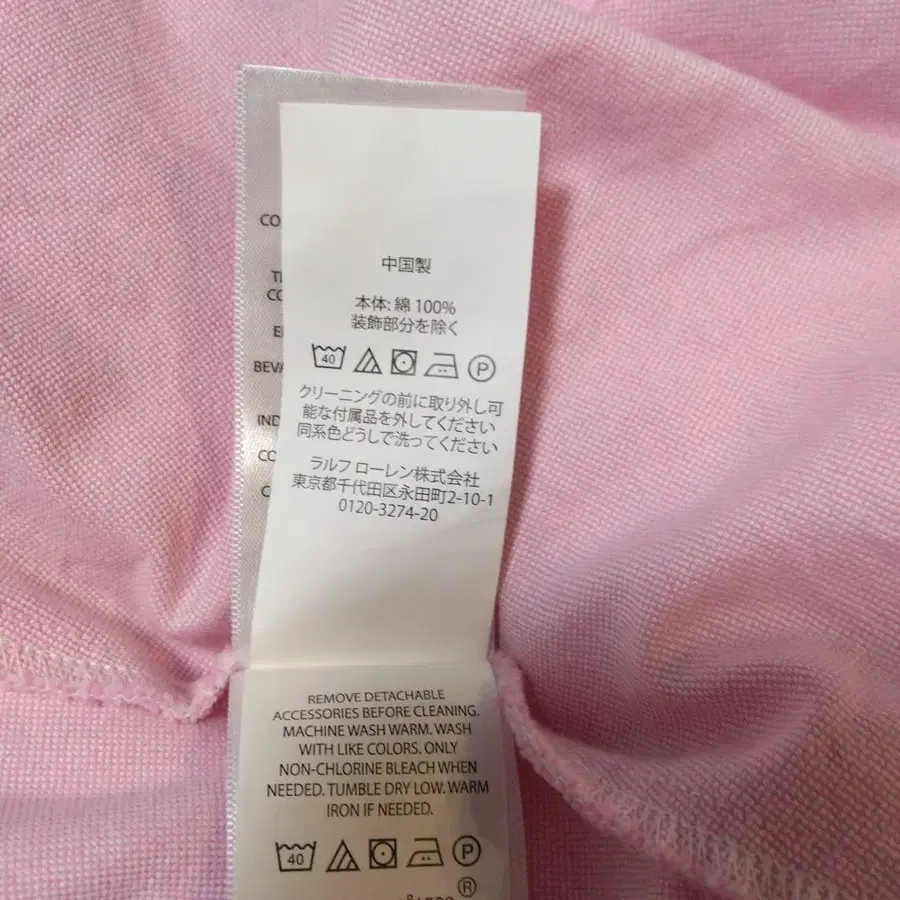 中国製
本体: 綿 100%
装飾部分を除く
40
P
クリーニングの前に取り外し可
能な付属品を外してください
同系色どうしで洗ってください
ラルフ ローレン株式会社
東京都千代田区永田町2-10-1
0120-3274-20
REMOVE DETACHABLE
ACCESSORIES BEFORE CLEANING.
MACHINE WASH WARM. WASH
WITH LIKE COLORS. ONLY
NON-CHLORINE BLEACH WHEN
NEEDED. TUMBLE DRY LOW. WARM
IRON IF NEEDED.
40
P
®